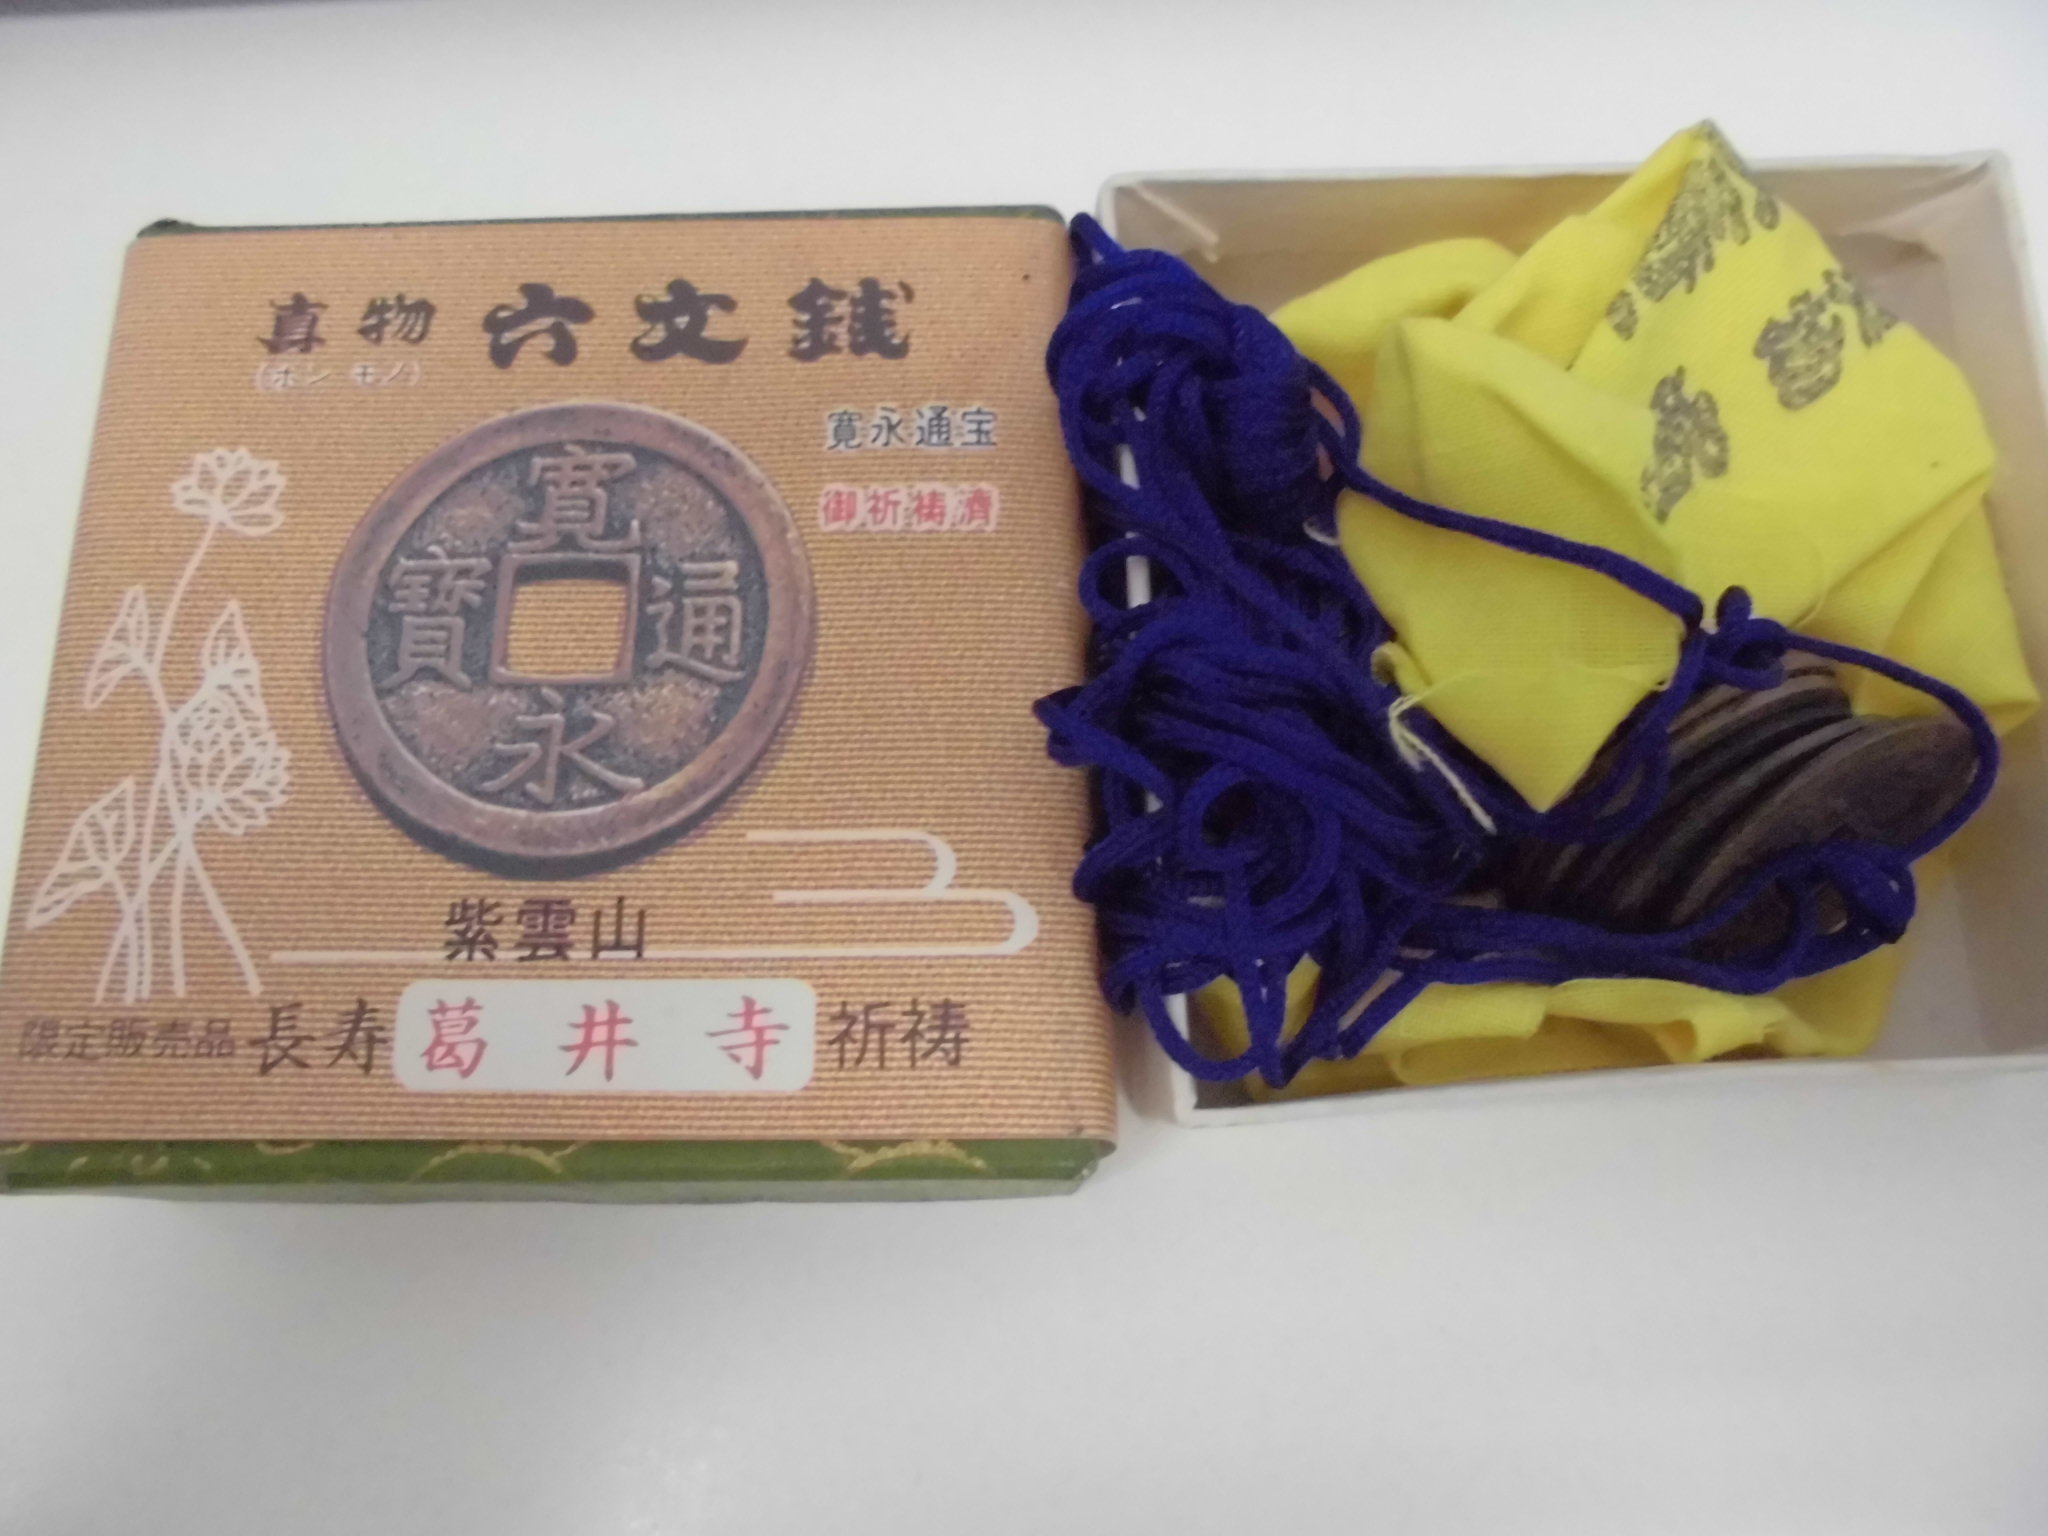 真物 六文銭
(ホンモノ)
寛永通宝
御祈祷済
寛
寳 通
永
紫雲山
限定販売品 長寿 葛井寺 祈祷